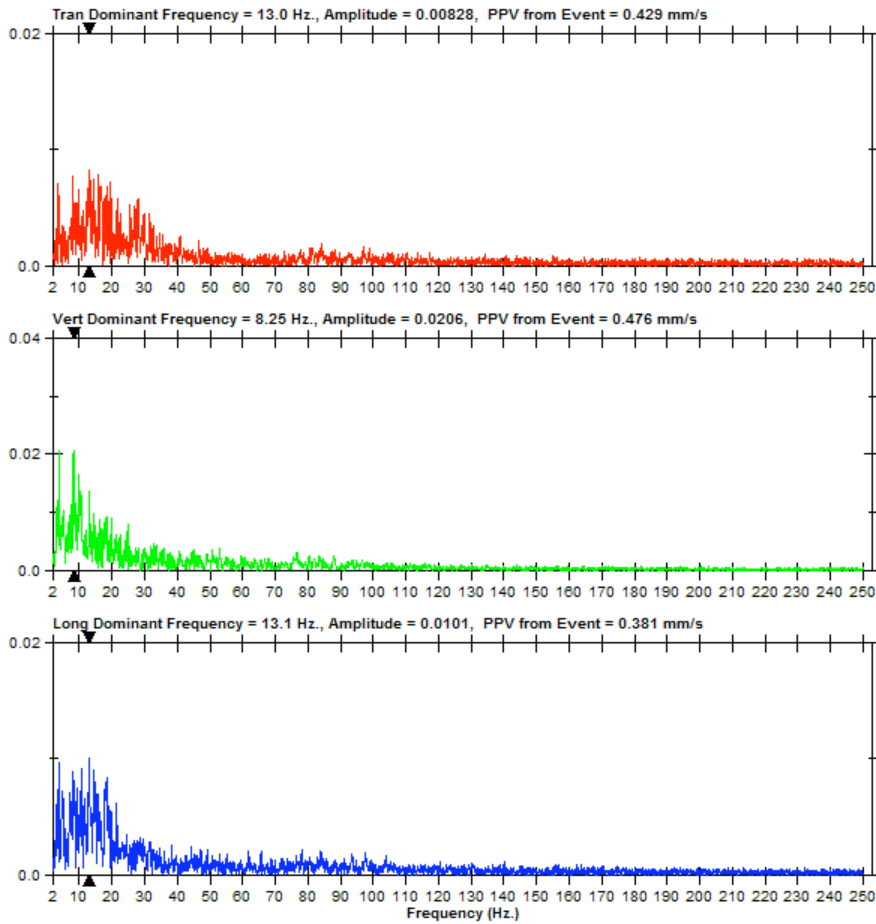 Tran Dominant Frequency = 13.0 Hz., Amplitude = 0.00828, PPV from Event = 0.429 mm/s
0.02
0.0
2 10 20 30 40 50 60 70 80 90 100 110 120 130 140 150 160 170 180 190 200 210 220 230 240 250
Vert Dominant Frequency = 8.25 Hz., Amplitude = 0.0206, PPV from Event = 0.476 mm/s
0.04
0.02
0.0
2 10 20 30 40 50 60 70 80 90 100 110 120 130 140 150 160 170 180 190 200 210 220 230 240 250
Long Dominant Frequency = 13.1 Hz., Amplitude = 0.0101, PPV from Event = 0.381 mm/s
0.02
0.0
2 10 20 30 40 50 60 70 80 90 100 110 120 130 140 150 160 170 180 190 200 210 220 230 240 250
Frequency (Hz.)